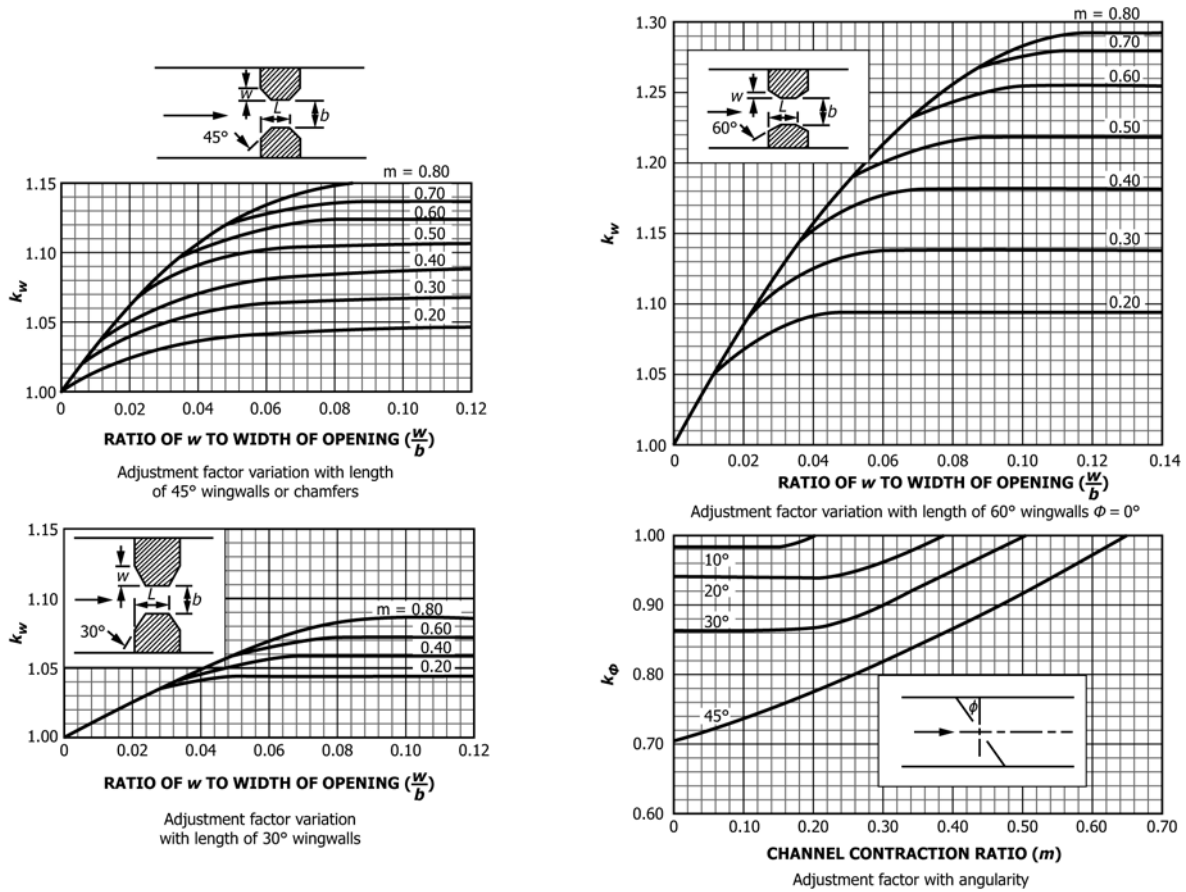 w
L
b
45°
m = 0.80
0.70
0.60
0.50
0.40
0.30
0.20
1.15
1.10
1.05
1.00
k_w
0 0.02 0.04 0.06 0.08 0.10 0.12
RATIO OF w TO WIDTH OF OPENING (w/b)
Adjustment factor variation with length
of 45° wingwalls or chamfers
1.15
1.10
1.05
1.00
k_w
w
L
b
30°
m = 0.80
0.60
0.40
0.20
0 0.02 0.04 0.06 0.08 0.10 0.12
RATIO OF w TO WIDTH OF OPENING (w/b)
Adjustment factor variation
with length of 30° wingwalls
1.30
1.25
1.20
1.15
1.10
1.05
1.00
k_w
w
L
b
60°
m = 0.80
0.70
0.60
0.50
0.40
0.30
0.20
0 0.02 0.04 0.06 0.08 0.10 0.12 0.14
RATIO OF w TO WIDTH OF OPENING (w/b)
Adjustment factor variation with length of 60° wingwalls Φ = 0°
1.00
0.90
0.80
0.70
0.60
k_Φ
10°
20°
30°
45°
ϕ
0 0.10 0.20 0.30 0.40 0.50 0.60 0.70
CHANNEL CONTRACTION RATIO (m)
Adjustment factor with angularity